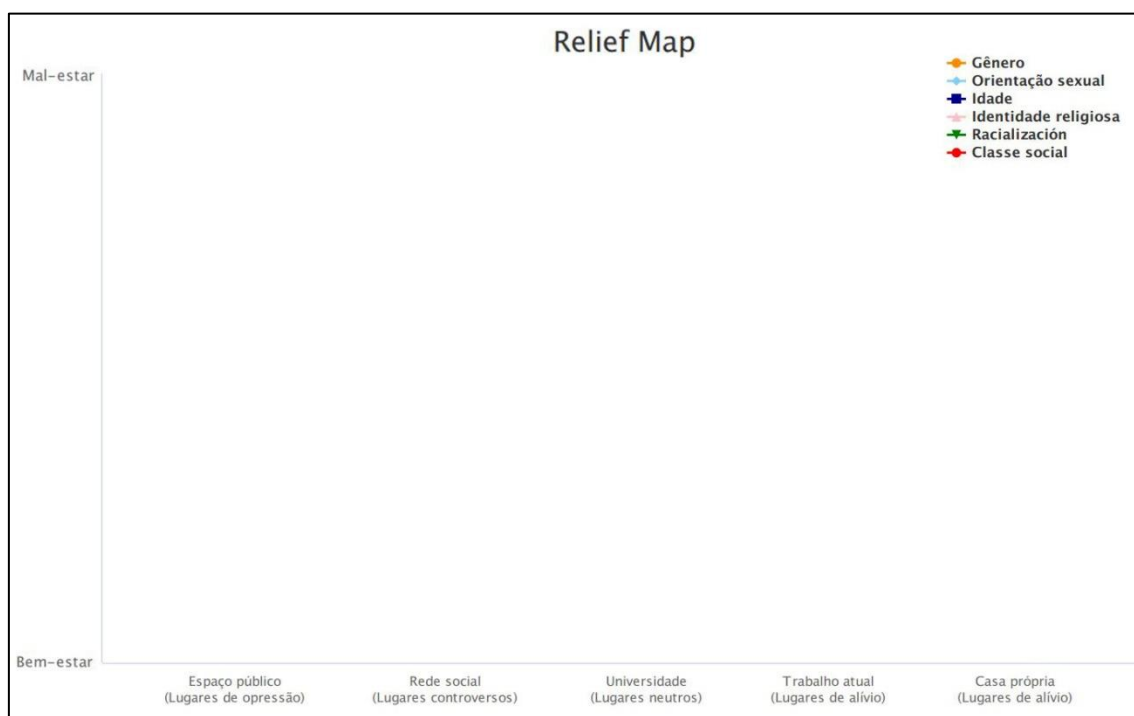 Relief Map
Mal-estar
Gênero
Orientação sexual
Idade
Identidade religiosa
Racialización
Classe social
Bem-estar
Espaço público
(Lugares de opressão)
Rede social
(Lugares controversos)
Universidade
(Lugares neutros)
Trabalho atual
(Lugares de alívio)
Casa própria
(Lugares de alívio)